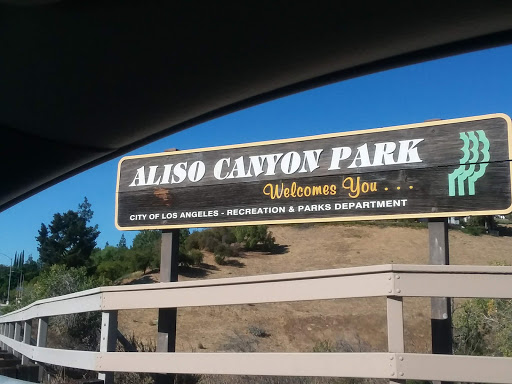 ALISO CANYON PARK
Welcomes You . . .
CITY OF LOS ANGELES - RECREATION & PARKS DEPARTMENT